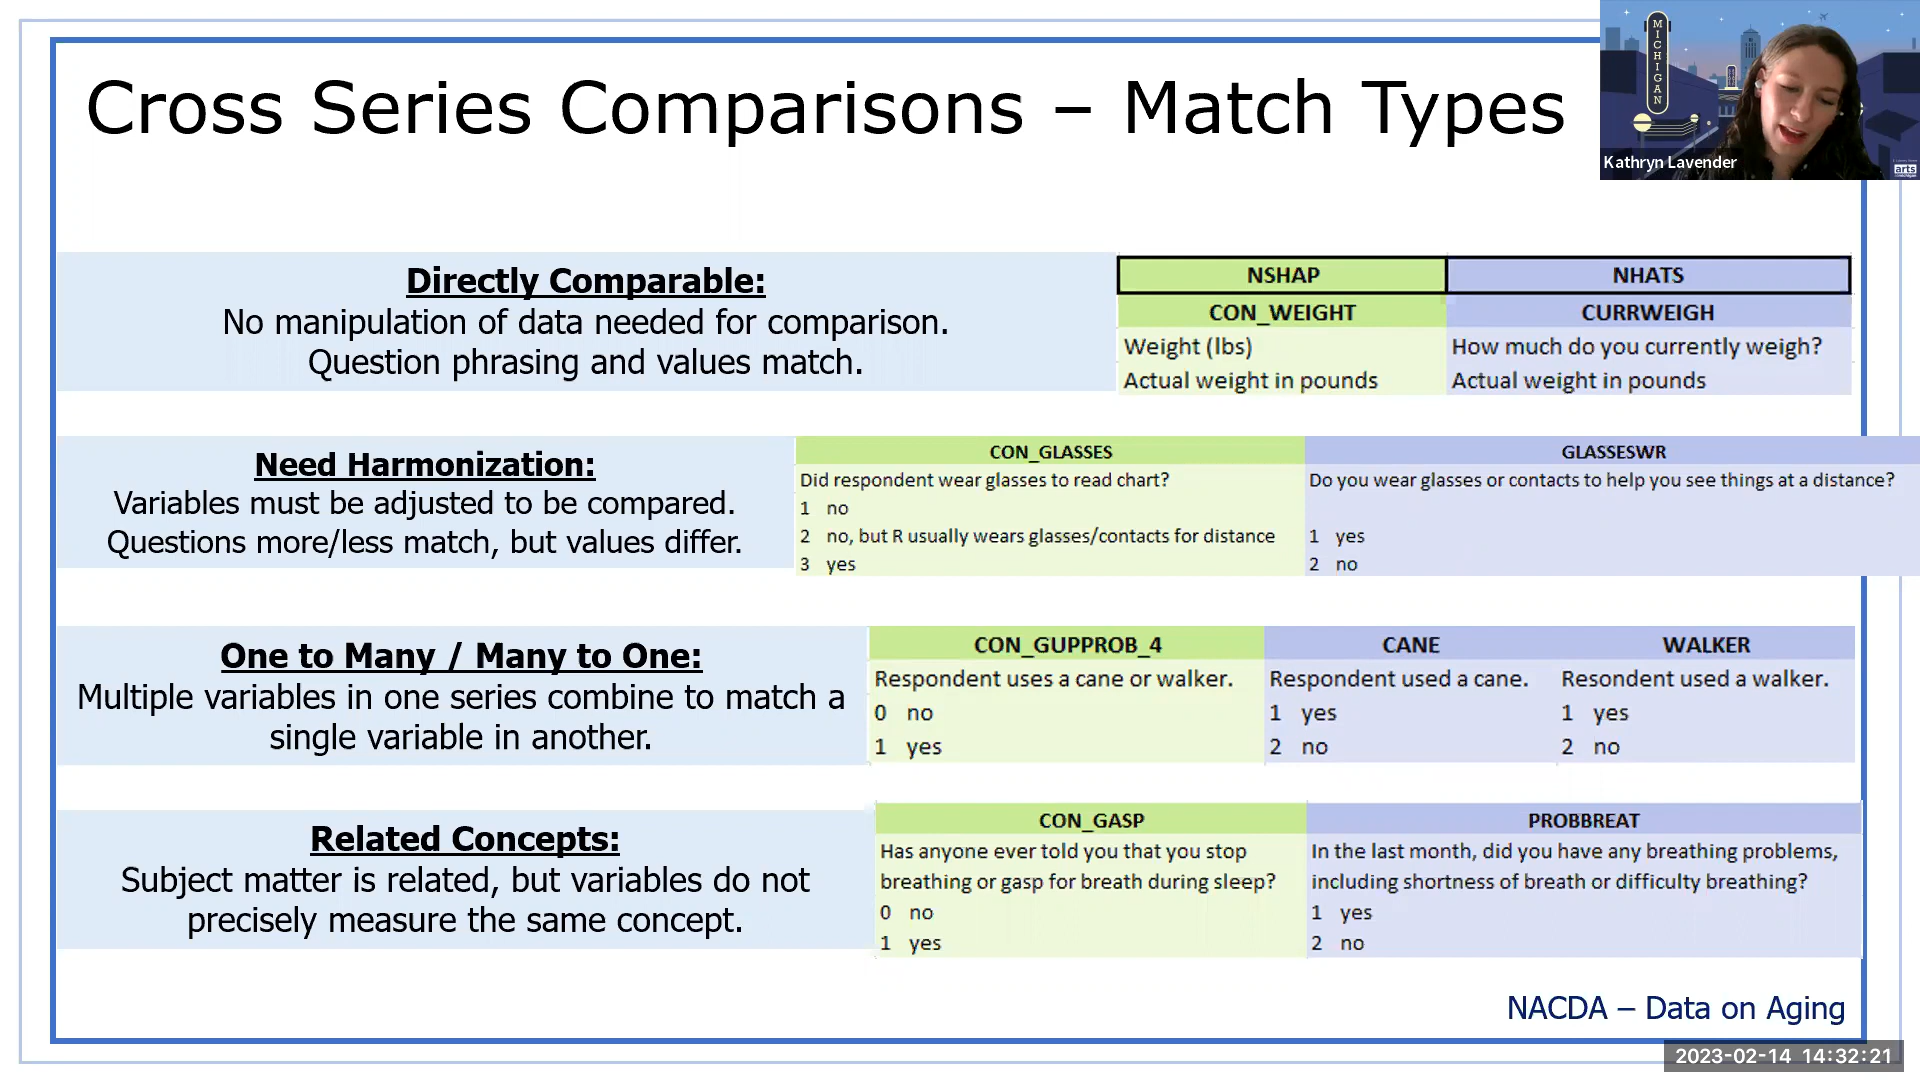 Cross Series Comparisons – Match Types
MICHIGAN
Kathryn Lavender
arts
Directly Comparable:
No manipulation of data needed for comparison.
Question phrasing and values match.
NSHAP NHATS
CON_WEIGHT CURRWEIGH
Weight (lbs) How much do you currently weigh?
Actual weight in pounds Actual weight in pounds
Need Harmonization:
Variables must be adjusted to be compared.
Questions more/less match, but values differ.
CON_GLASSES GLASSESWR
Did respondent wear glasses to read chart? Do you wear glasses or contacts to help you see things at a distance?
1 no
2 no, but R usually wears glasses/contacts for distance 1 yes
3 yes 2 no
One to Many / Many to One:
Multiple variables in one series combine to match a
single variable in another.
CON_GUPPROB_4 CANE WALKER
Respondent uses a cane or walker. Respondent used a cane. Resondent used a walker.
0 no 1 yes 1 yes
1 yes 2 no 2 no
Related Concepts:
Subject matter is related, but variables do not
precisely measure the same concept.
CON_GASP PROBBREAT
Has anyone ever told you that you stop In the last month, did you have any breathing problems,
breathing or gasp for breath during sleep? including shortness of breath or difficulty breathing?
0 no 1 yes
1 yes 2 no
NACDA – Data on Aging
2023-02-14 14:32:21